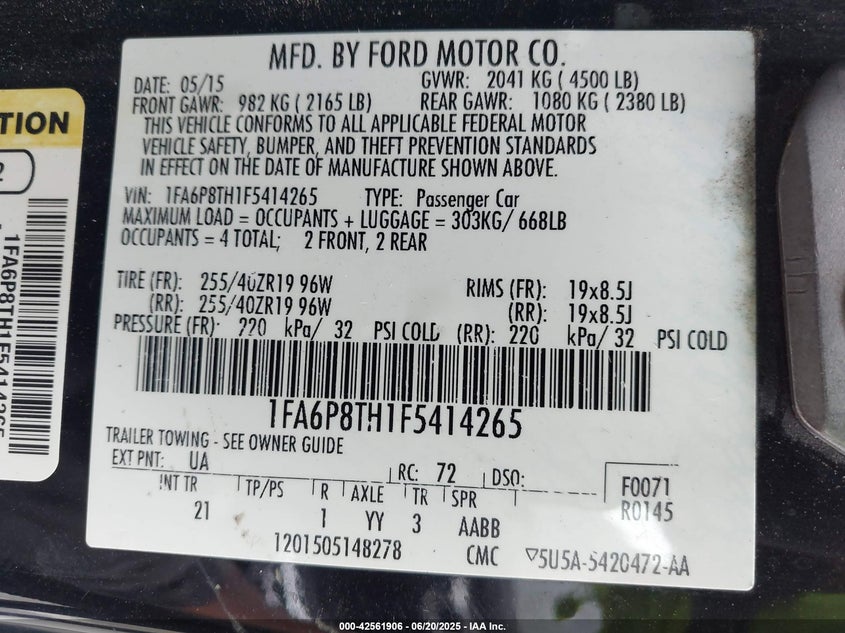 MFD. BY FORD MOTOR CO.
DATE: 05/15 GVWR: 2041 KG ( 4500 LB)
FRONT GAWR: 982 KG ( 2165 LB) REAR GAWR: 1080 KG ( 2380 LB)
THIS VEHICLE CONFORMS TO ALL APPLICABLE FEDERAL MOTOR
VEHICLE SAFETY, BUMPER, AND THEFT PREVENTION STANDARDS
IN EFFECT ON THE DATE OF MANUFACTURE SHOWN ABOVE.
VIN: 1FA6P8TH1F5414265 TYPE: Passenger Car
MAXIMUM LOAD = OCCUPANTS + LUGGAGE = 303KG/ 668LB
OCCUPANTS = 4 TOTAL; 2 FRONT, 2 REAR
TIRE (FR): 255/40ZR19 96W RIMS (FR): 19x8.5J
(RR): 255/40ZR19 96W (RR): 19x8.5J
PRESSURE (FR): 220 kPa/ 32 PSI COLD (RR): 220 kPa/ 32 PSI COLD
1FA6P8TH1F5414265
TRAILER TOWING - SEE OWNER GUIDE
EXT PNT: UA RC: 72 DSO: F0071
INT TR TP/PS R AXLE TR SPR R0145
21 1 YY 3 AABB
1201505148278 CMC 5U5A-5420472-AA
TION
2
1FA6P8TH1F5414265
000-42561906 - 06/20/2025 - IAA Inc.